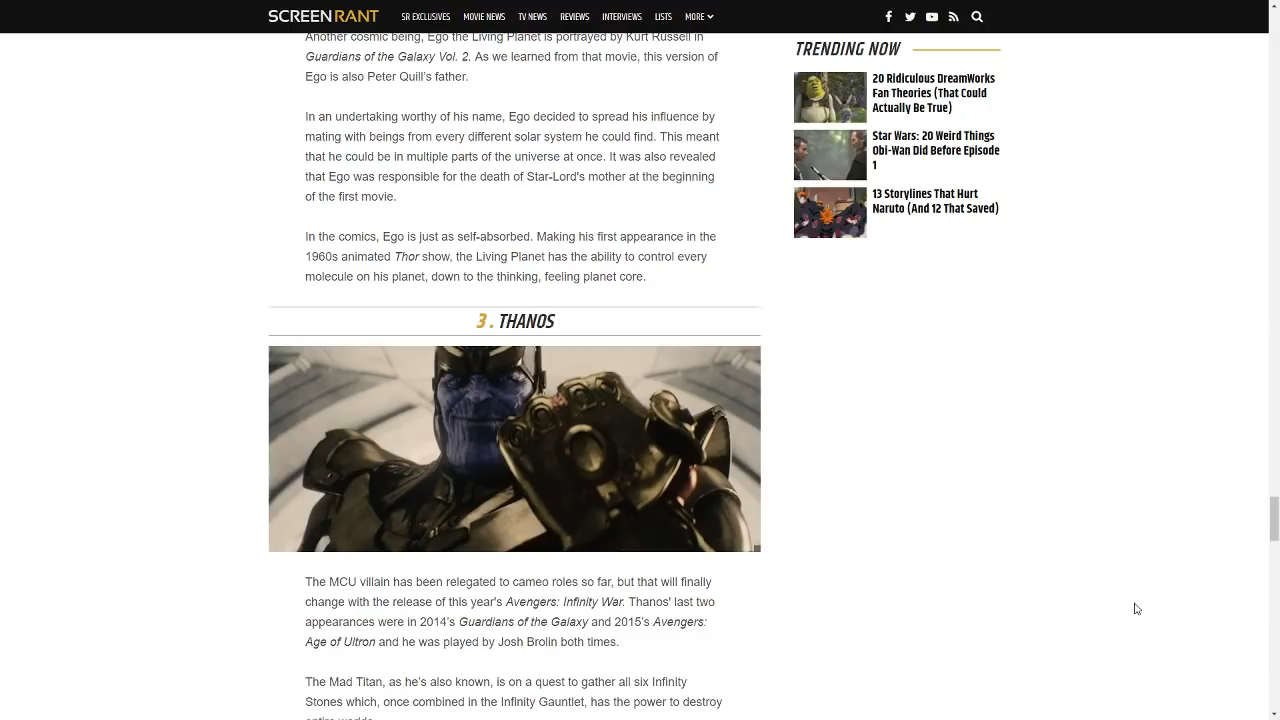 SCREENRANT SR EXCLUSIVES MOVIE NEWS TV NEWS REVIEWS INTERVIEWS LISTS MORE
Another cosmic being, Ego the Living Planet is portrayed by Kurt Russell in
Guardians of the Galaxy Vol. 2. As we learned from that movie, this version of
Ego is also Peter Quill's father.
In an undertaking worthy of his name, Ego decided to spread his influence by
mating with beings from every different solar system he could find. This meant
that he could be in multiple parts of the universe at once. It was also revealed
that Ego was responsible for the death of Star-Lord's mother at the beginning
of the first movie.
In the comics, Ego is just as self-absorbed. Making his first appearance in the
1960s animated Thor show, the Living Planet has the ability to control every
molecule on his planet, down to the thinking, feeling planet core.
3 . THANOS
The MCU villain has been relegated to cameo roles so far, but that will finally
change with the release of this year's Avengers: Infinity War. Thanos' last two
appearances were in 2014's Guardians of the Galaxy and 2015's Avengers:
Age of Ultron and he was played by Josh Brolin both times.
The Mad Titan, as he's also known, is on a quest to gather all six Infinity
Stones which, once combined in the Infinity Gauntlet, has the power to destroy
entire worlds.
TRENDING NOW
20 Ridiculous DreamWorks
Fan Theories (That Could
Actually Be True)
Star Wars: 20 Weird Things
Obi-Wan Did Before Episode
1
13 Storylines That Hurt
Naruto (And 12 That Saved)